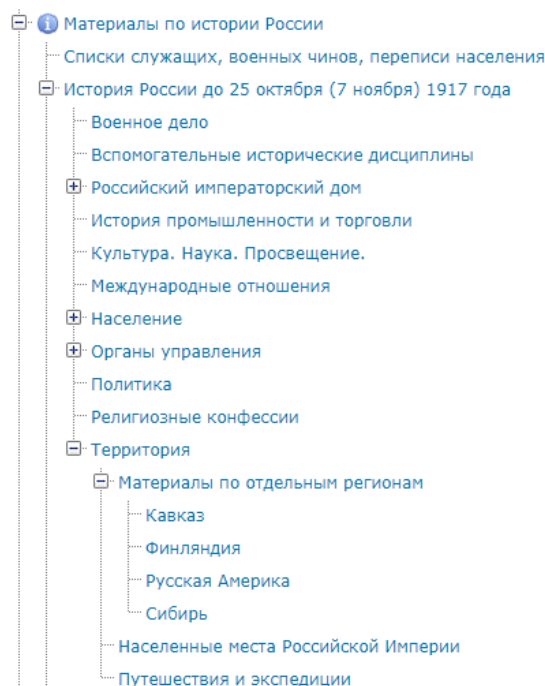 Материалы по истории России
Списки служащих, военных чинов, переписи населения
История России до 25 октября (7 ноября) 1917 года
Военное дело
Вспомогательные исторические дисциплины
Российский императорский дом
История промышленности и торговли
Культура. Наука. Просвещение.
Международные отношения
Население
Органы управления
Политика
Религиозные конфессии
Территория
Материалы по отдельным регионам
Кавказ
Финляндия
Русская Америка
Сибирь
Населенные места Российской Империи
Путешествия и экспедиции